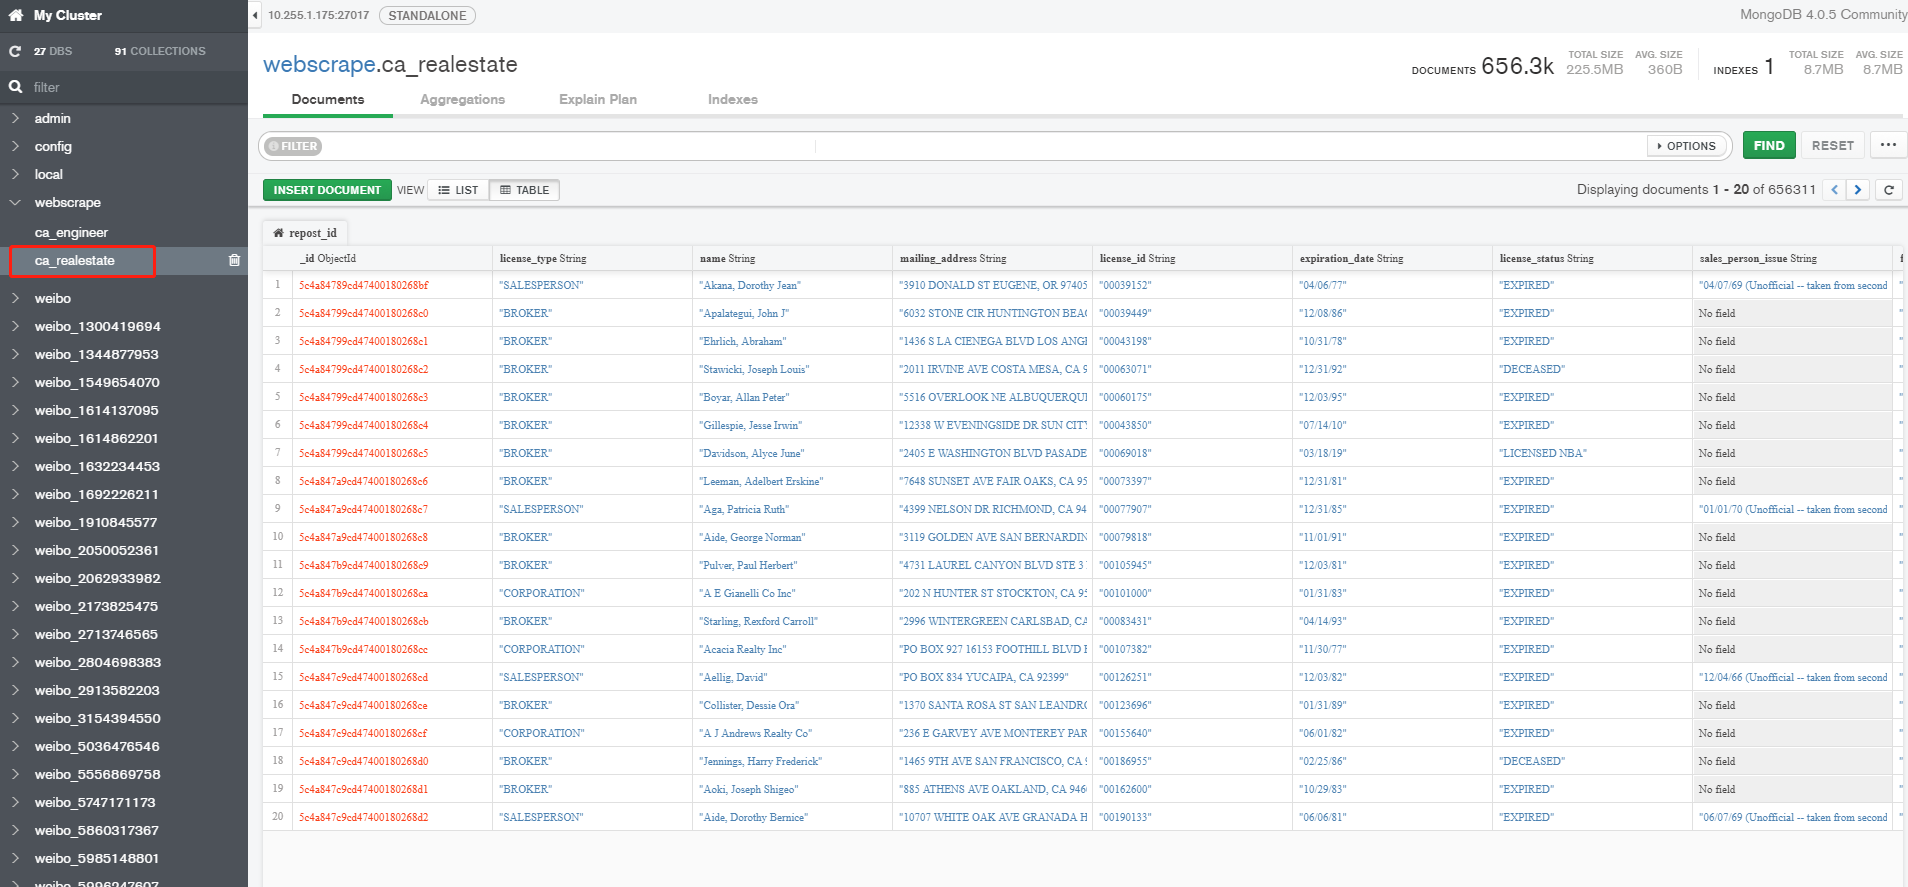 My Cluster
27 DBS 91 COLLECTIONS
filter
admin
config
local
webscrape
ca_engineer
ca_realestate
weibo
weibo_1300419694
weibo_1344877953
weibo_1549654070
weibo_1614137095
weibo_1614862201
weibo_1632234453
weibo_1692226211
weibo_1910845577
weibo_2050052361
weibo_2062933982
weibo_2173825475
weibo_2713746565
weibo_2804698383
weibo_2913582203
weibo_3154394550
weibo_5036476546
weibo_5556869758
weibo_5747171173
weibo_5860317367
weibo_5985148801
weibo_5996247607
10.255.1.175:27017 STANDALONE MongoDB 4.0.5 Community
webscrape.ca_realestate
DOCUMENTS 656.3k TOTAL SIZE 225.5MB AVG. SIZE 360B INDEXES 1 TOTAL SIZE 8.7MB AVG. SIZE 8.7MB
Documents Aggregations Explain Plan Indexes
FILTER OPTIONS FIND RESET ...
INSERT DOCUMENT VIEW LIST TABLE Displaying documents 1 - 20 of 656311
repost_id
_id ObjectId license_type String name String mailing_address String license_id String expiration_date String license_status String sales_person_issue String
1 5c4a84789cd47400180268bf "SALESPERSON" "Akana, Dorothy Jean" "3910 DONALD ST EUGENE, OR 97405 "00039152" "04/06/77" "EXPIRED" "04/07/69 (Unofficial -- taken from second
2 5c4a84799cd47400180268c0 "BROKER" "Apalategui, John J" "6032 STONE CIR HUNTINGTON BEAC "00039449" "12/08/86" "EXPIRED" No field
3 5c4a84799cd47400180268c1 "BROKER" "Ehrlich, Abraham" "1436 S LA CIENEGA BLVD LOS ANGE "00043198" "10/31/78" "EXPIRED" No field
4 5c4a84799cd47400180268c2 "BROKER" "Stawicki, Joseph Louis" "2011 IRVINE AVE COSTA MESA, CA 9 "00063071" "12/31/92" "DECEASED" No field
5 5c4a84799cd47400180268c3 "BROKER" "Boyar, Allan Peter" "5516 OVERLOOK NE ALBUQUERQUE "00060175" "12/03/95" "EXPIRED" No field
6 5c4a84799cd47400180268c4 "BROKER" "Gillespie, Jesse Irwin" "12338 W EVENINGSIDE DR SUN CITY "00043850" "07/14/10" "EXPIRED" No field
7 5c4a84799cd47400180268c5 "BROKER" "Davidson, Alyce June" "2405 E WASHINGTON BLVD PASADE "00069018" "03/18/19" "LICENSED NBA" No field
8 5c4a847a9cd47400180268c6 "BROKER" "Leeman, Adelbert Erskine" "7648 SUNSET AVE FAIR OAKS, CA 95 "00073397" "12/31/81" "EXPIRED" No field
9 5c4a847a9cd47400180268c7 "SALESPERSON" "Aga, Patricia Ruth" "4399 NELSON DR RICHMOND, CA 94 "00077907" "12/31/85" "EXPIRED" "01/01/70 (Unofficial -- taken from second
10 5c4a847a9cd47400180268c8 "BROKER" "Aide, George Norman" "3119 GOLDEN AVE SAN BERNARDIN "00079818" "11/01/91" "EXPIRED" No field
11 5c4a847b9cd47400180268c9 "BROKER" "Pulver, Paul Herbert" "4731 LAUREL CANYON BLVD STE 3 "00105945" "12/03/81" "EXPIRED" No field
12 5c4a847b9cd47400180268ca "CORPORATION" "A E Gianelli Co Inc" "202 N HUNTER ST STOCKTON, CA 95 "00101000" "01/31/83" "EXPIRED" No field
13 5c4a847b9cd47400180268cb "BROKER" "Starling, Rexford Carroll" "2996 WINTERGREEN CARLSBAD, CA "00083431" "04/14/93" "EXPIRED" No field
14 5c4a847b9cd47400180268cc "CORPORATION" "Acacia Realty Inc" "PO BOX 927 16153 FOOTHILL BLVD F "00107382" "11/30/77" "EXPIRED" No field
15 5c4a847c9cd47400180268cd "SALESPERSON" "Aellig, David" "PO BOX 834 YUCAIPA, CA 92399" "00126251" "12/03/82" "EXPIRED" "12/04/66 (Unofficial -- taken from second
16 5c4a847c9cd47400180268ce "BROKER" "Collister, Dessie Ora" "1370 SANTA ROSA ST SAN LEANDRO "00123696" "01/31/89" "EXPIRED" No field
17 5c4a847c9cd47400180268cf "CORPORATION" "A J Andrews Realty Co" "236 E GARVEY AVE MONTEREY PAR "00155640" "06/01/82" "EXPIRED" No field
18 5c4a847c9cd47400180268d0 "BROKER" "Jennings, Harry Frederick" "1465 9TH AVE SAN FRANCISCO, CA 9 "00186955" "02/25/86" "DECEASED" No field
19 5c4a847c9cd47400180268d1 "BROKER" "Aoki, Joseph Shigeo" "885 ATHENS AVE OAKLAND, CA 946 "00162600" "10/29/83" "EXPIRED" No field
20 5c4a847c9cd47400180268d2 "SALESPERSON" "Aide, Dorothy Bernice" "10707 WHITE OAK AVE GRANADA H "00190133" "06/06/81" "EXPIRED" "06/07/69 (Unofficial -- taken from second